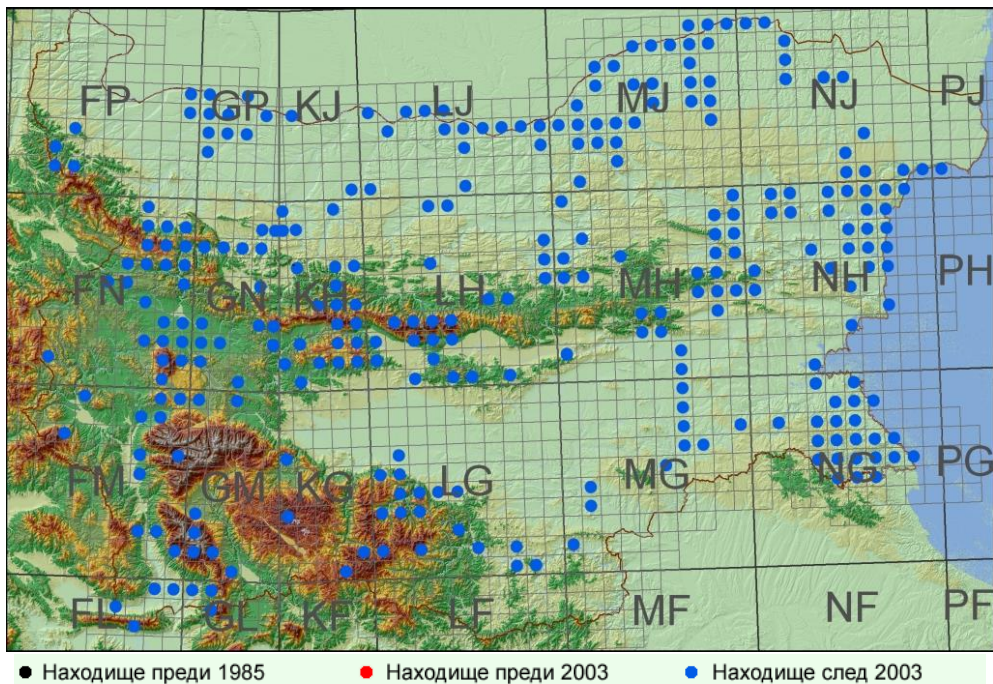 FP GP KJ LJ MJ NJ PJ
FN GN KH LH MH NH PH
FM GM KG LG MG NG PG
FL GL KF LF MF NF PF
Находище преди 1985 Находище преди 2003 Находище след 2003